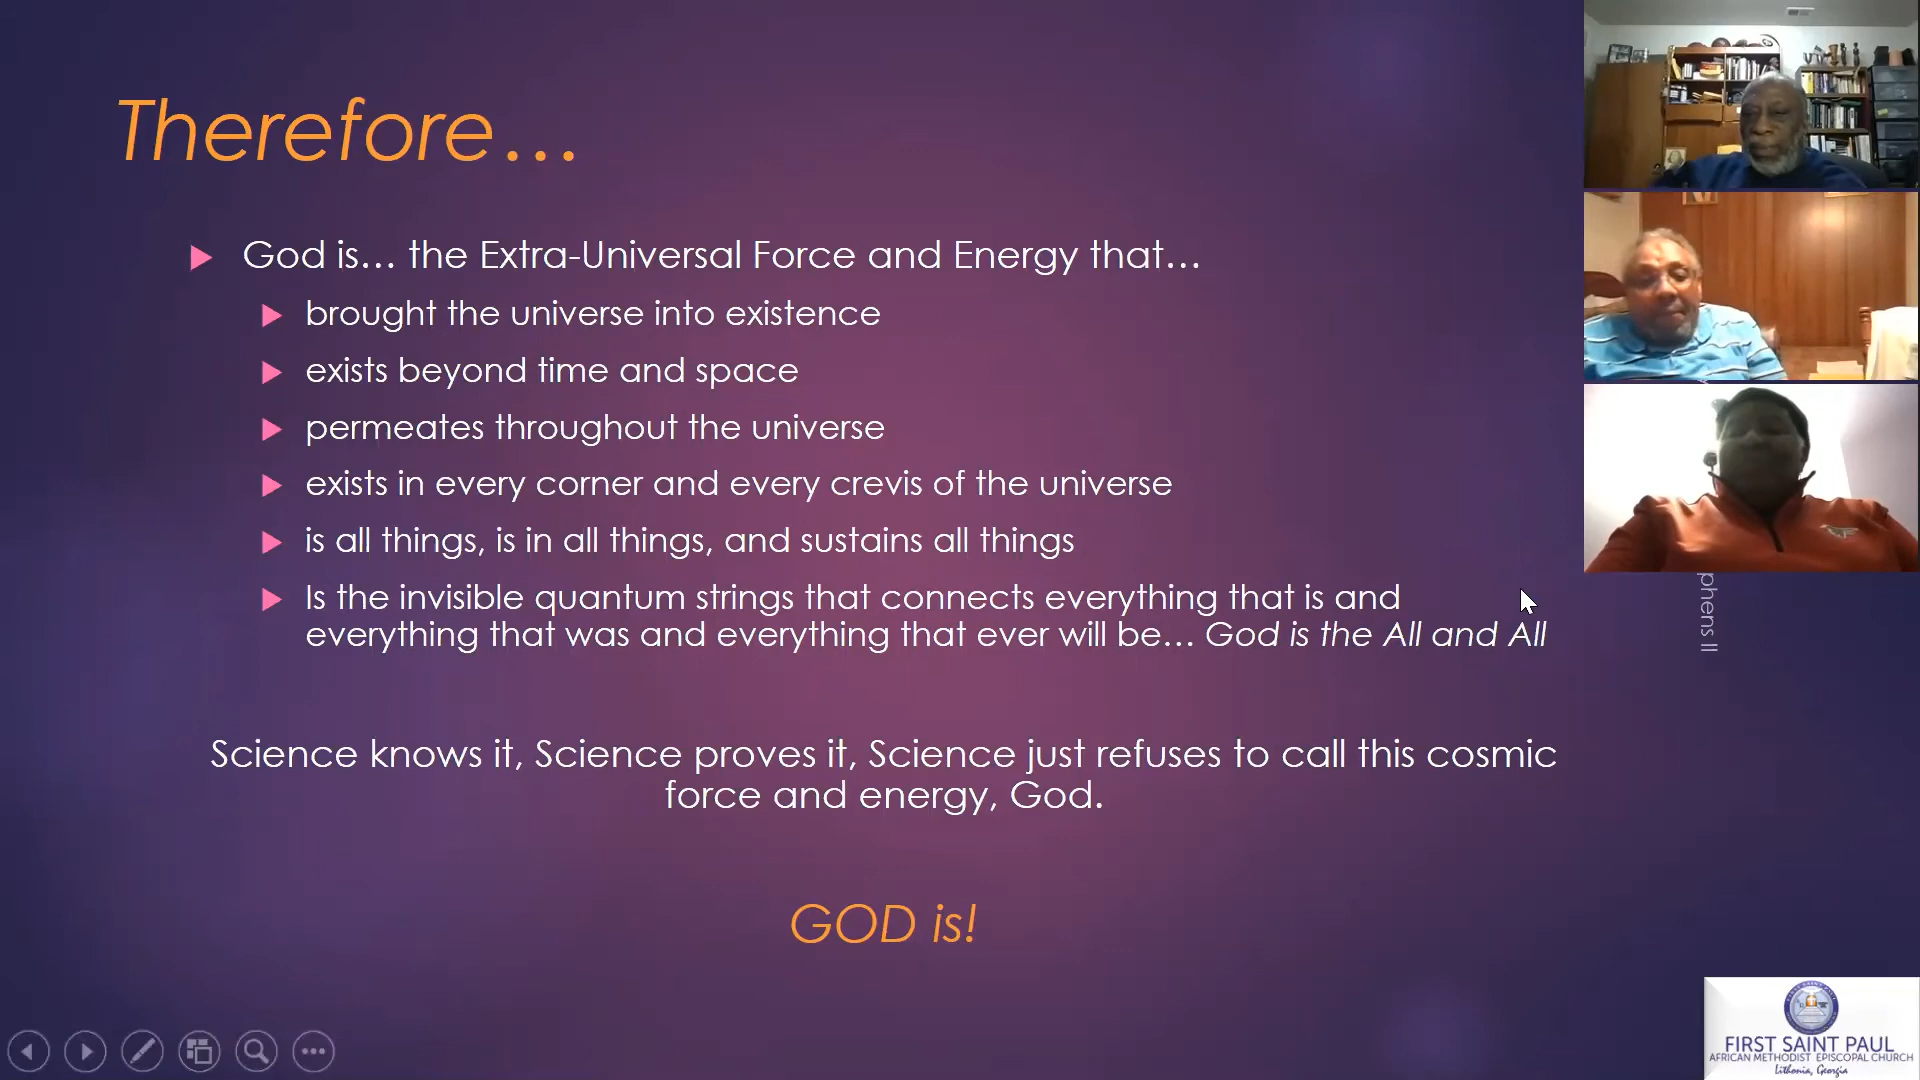 Therefore…
God is… the Extra-Universal Force and Energy that…
brought the universe into existence
exists beyond time and space
permeates throughout the universe
exists in every corner and every crevis of the universe
is all things, is in all things, and sustains all things
Is the invisible quantum strings that connects everything that is and
everything that was and everything that ever will be… God is the All and All
Science knows it, Science proves it, Science just refuses to call this cosmic
force and energy, God.
GOD is!
phens II
FIRST SAINT PAUL
AFRICAN METHODIST EPISCOPAL CHURCH
Lithonia, Georgia